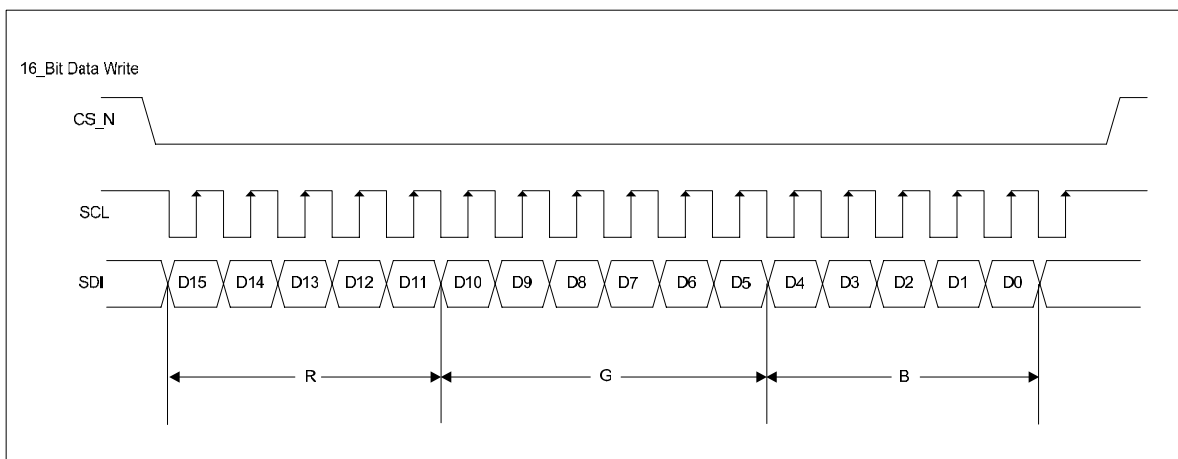 16_Bit Data Write
CS_N
SCL
SDI D15 D14 D13 D12 D11 D10 D9 D8 D7 D6 D5 D4 D3 D2 D1 D0
R G B